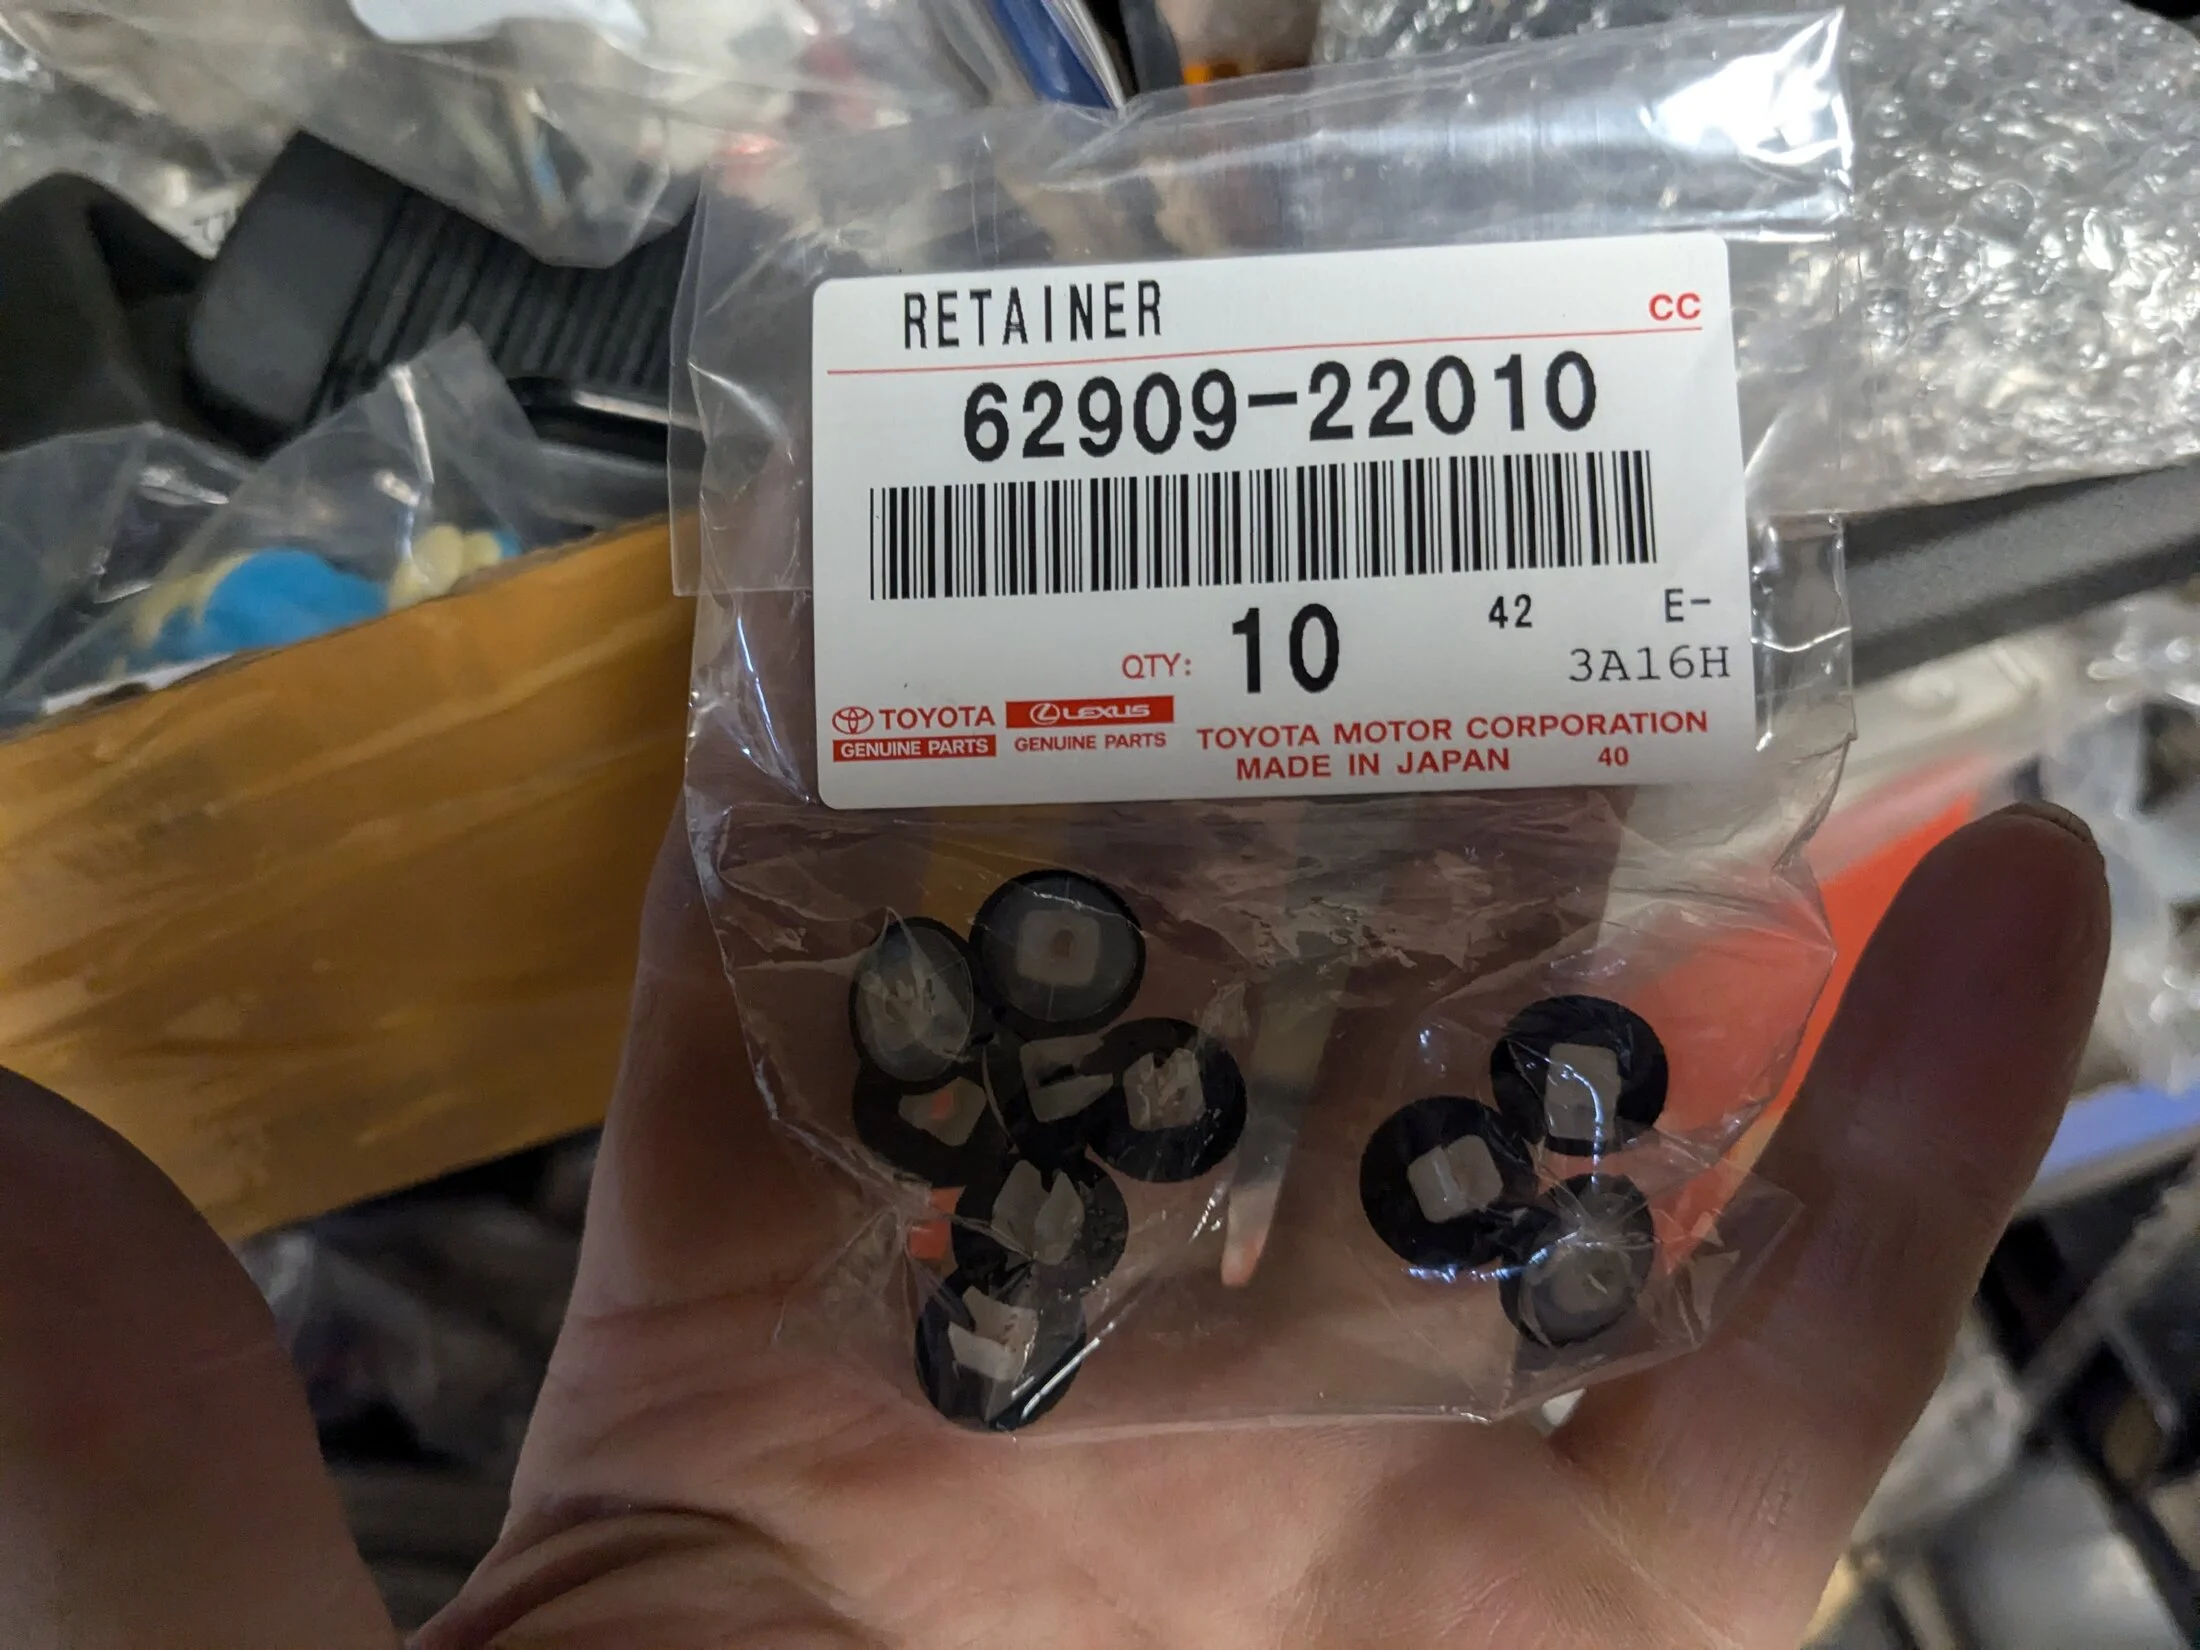 RETAINER CC
62909-22010
QTY: 10 42 E-
3A16H
TOYOTA LEXUS
GENUINE PARTS GENUINE PARTS
TOYOTA MOTOR CORPORATION
MADE IN JAPAN 40